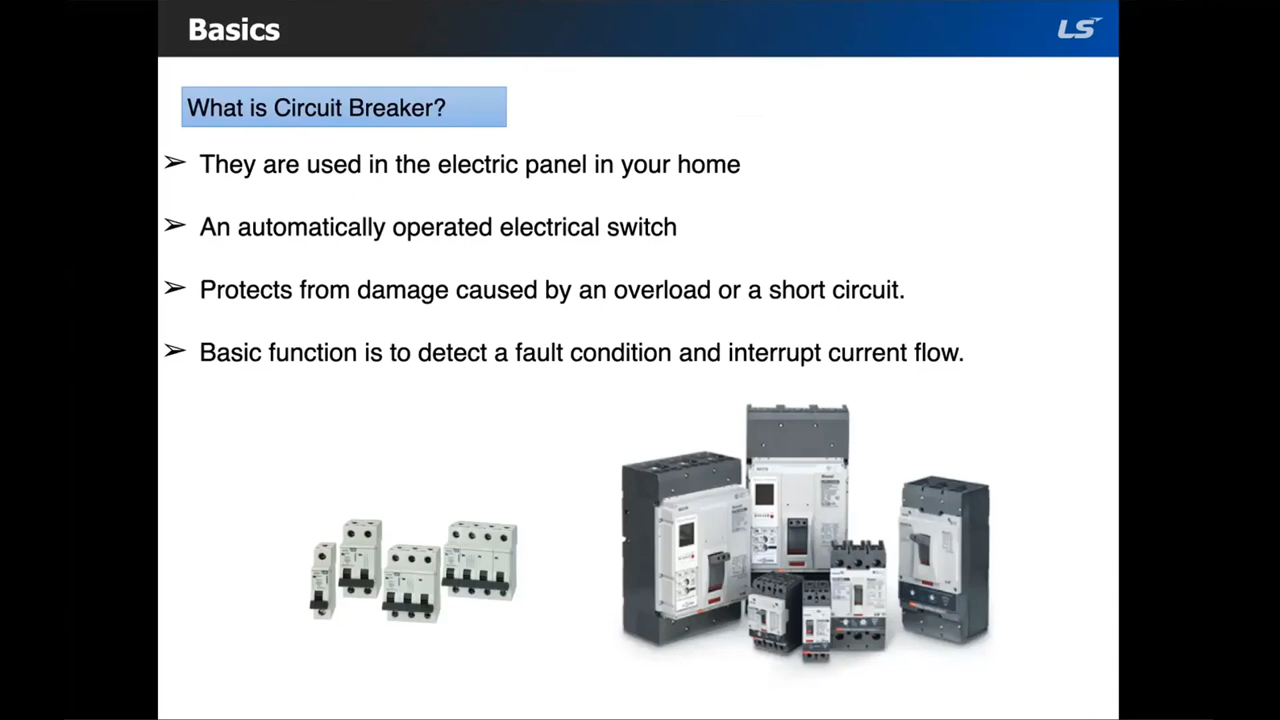 Basics
LS
What is Circuit Breaker?
➢ They are used in the electric panel in your home
➢ An automatically operated electrical switch
➢ Protects from damage caused by an overload or a short circuit.
➢ Basic function is to detect a fault condition and interrupt current flow.